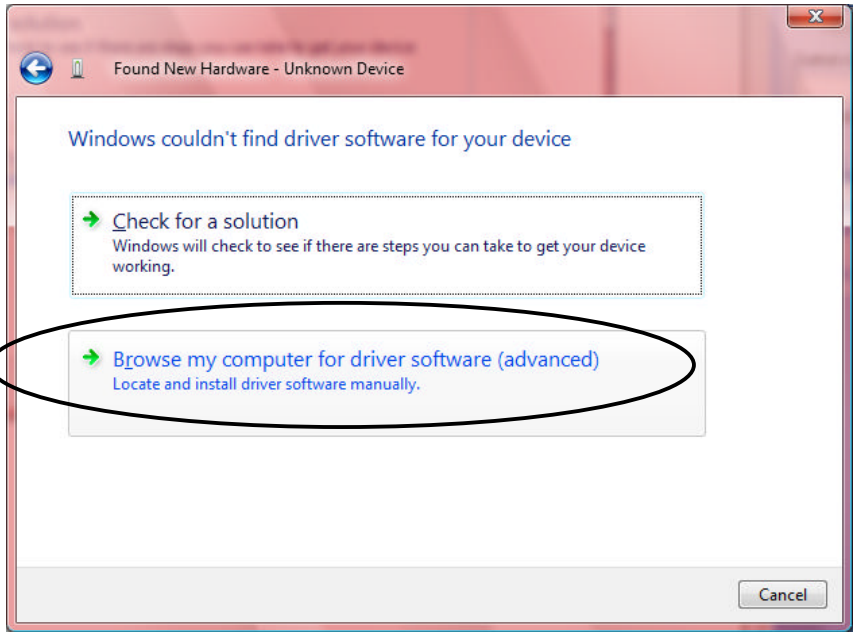 Found New Hardware - Unknown Device
Windows couldn't find driver software for your device
Check for a solution
Windows will check to see if there are steps you can take to get your device
working.
Browse my computer for driver software (advanced)
Locate and install driver software manually.
Cancel